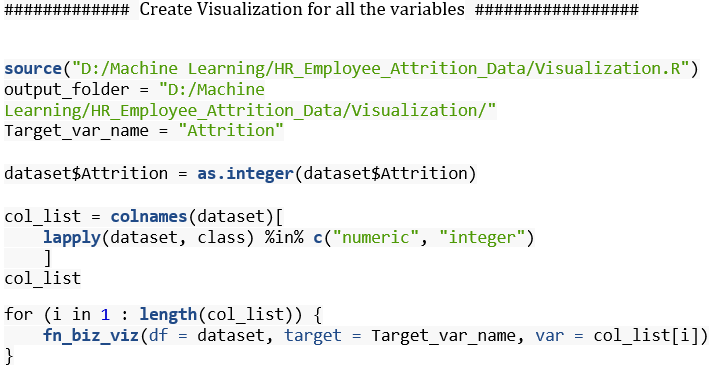 ############# Create Visualization for all the variables #################
source("D:/Machine Learning/HR_Employee_Attrition_Data/Visualization.R")
output_folder = "D:/Machine
Learning/HR_Employee_Attrition_Data/Visualization/"
Target_var_name = "Attrition"
dataset$Attrition = as.integer(dataset$Attrition)
col_list = colnames(dataset)[
    lapply(dataset, class) %in% c("numeric", "integer")
    ]
col_list
for (i in 1 : length(col_list)) {
    fn_biz_viz(df = dataset, target = Target_var_name, var = col_list[i])
}